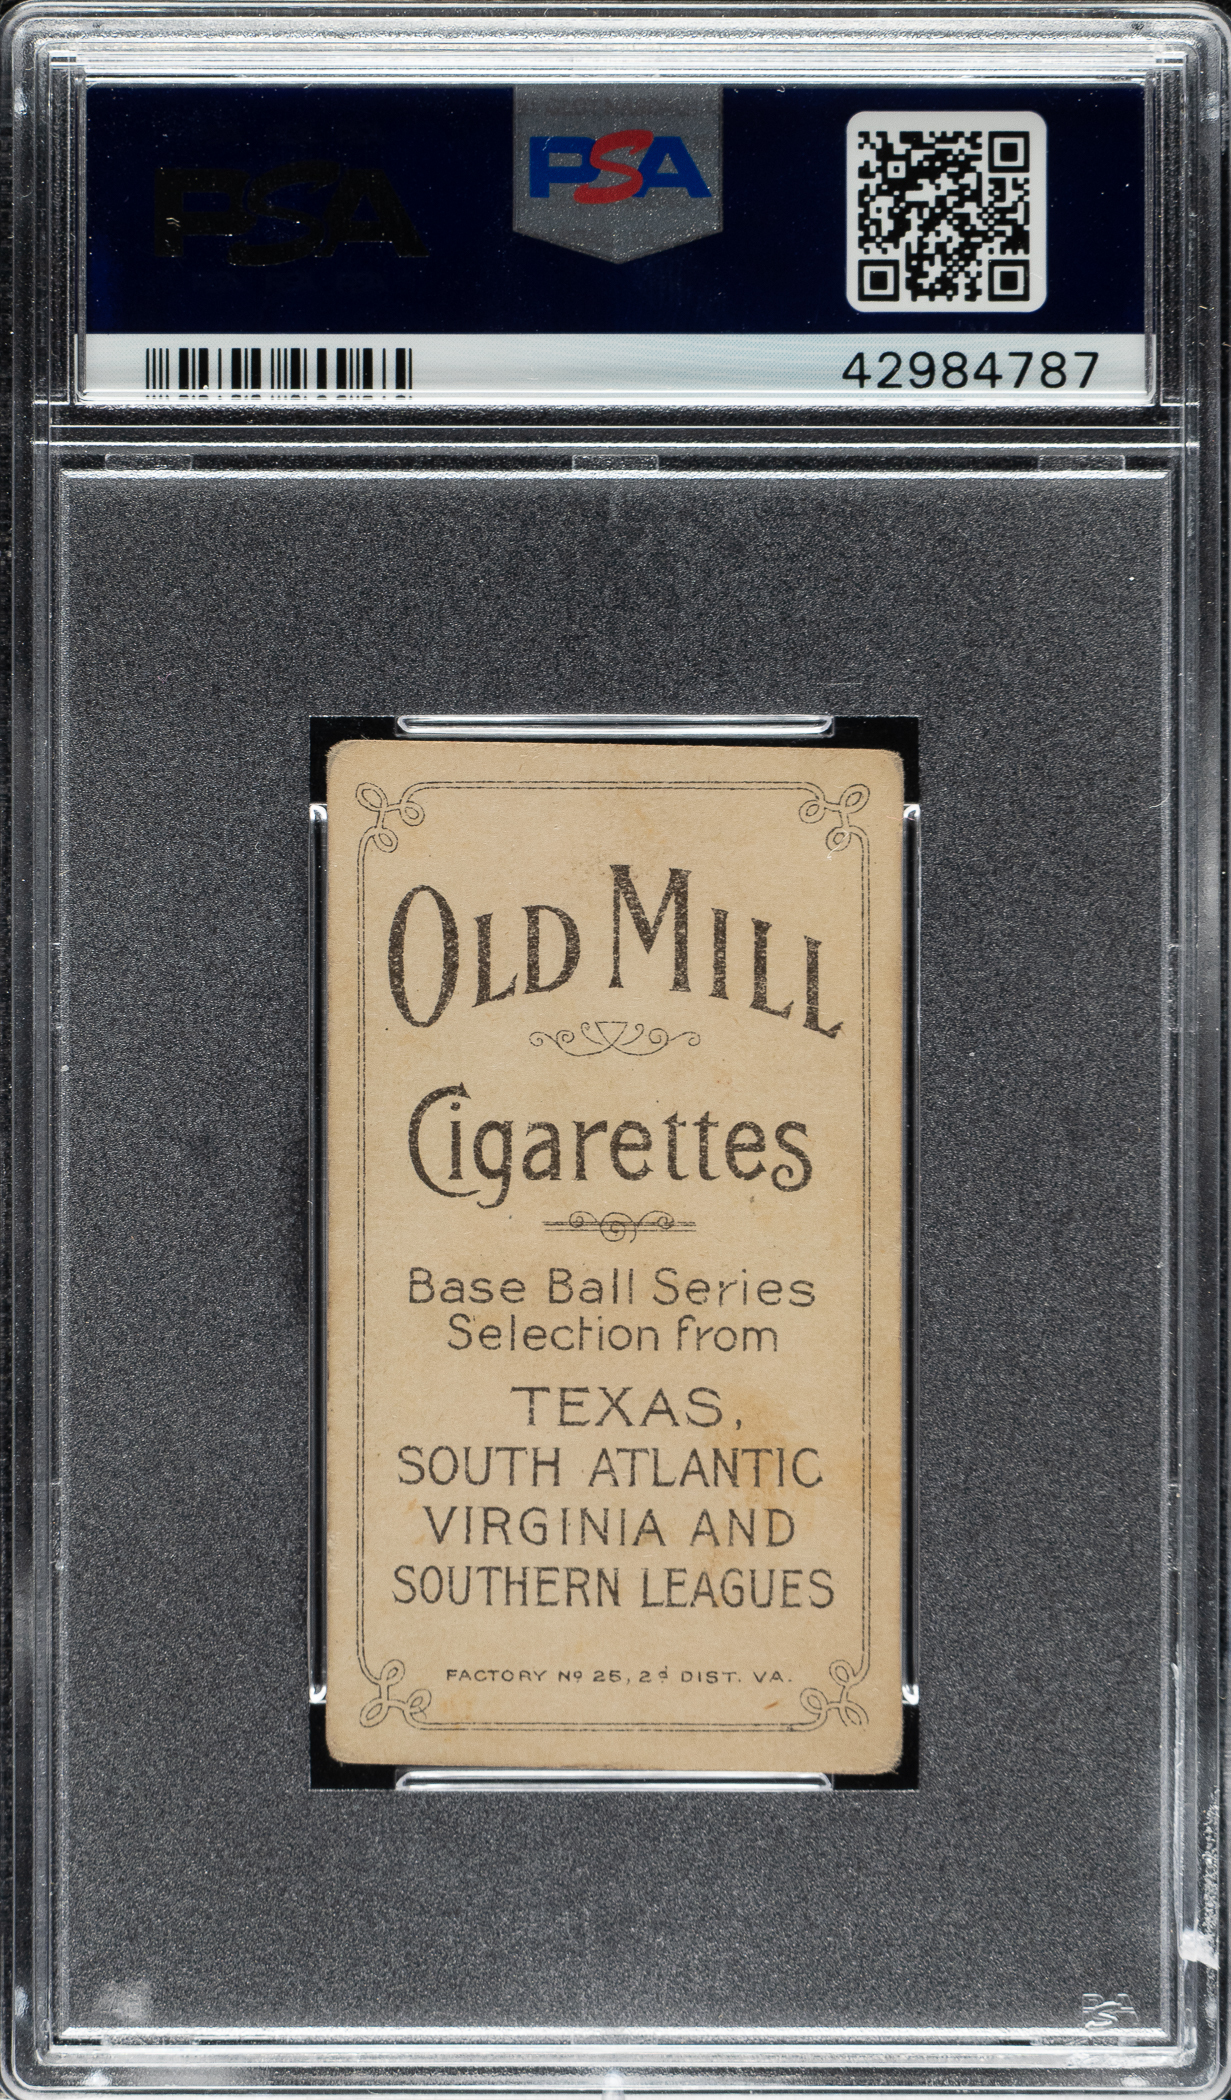 PSA
PSA
42984787
OLD MILL
Cigarettes
Base Ball Series
Selection from
TEXAS,
SOUTH ATLANTIC
VIRGINIA AND
SOUTHERN LEAGUES
FACTORY Nº 25, 2ᵈ DIST. VA.
PSA